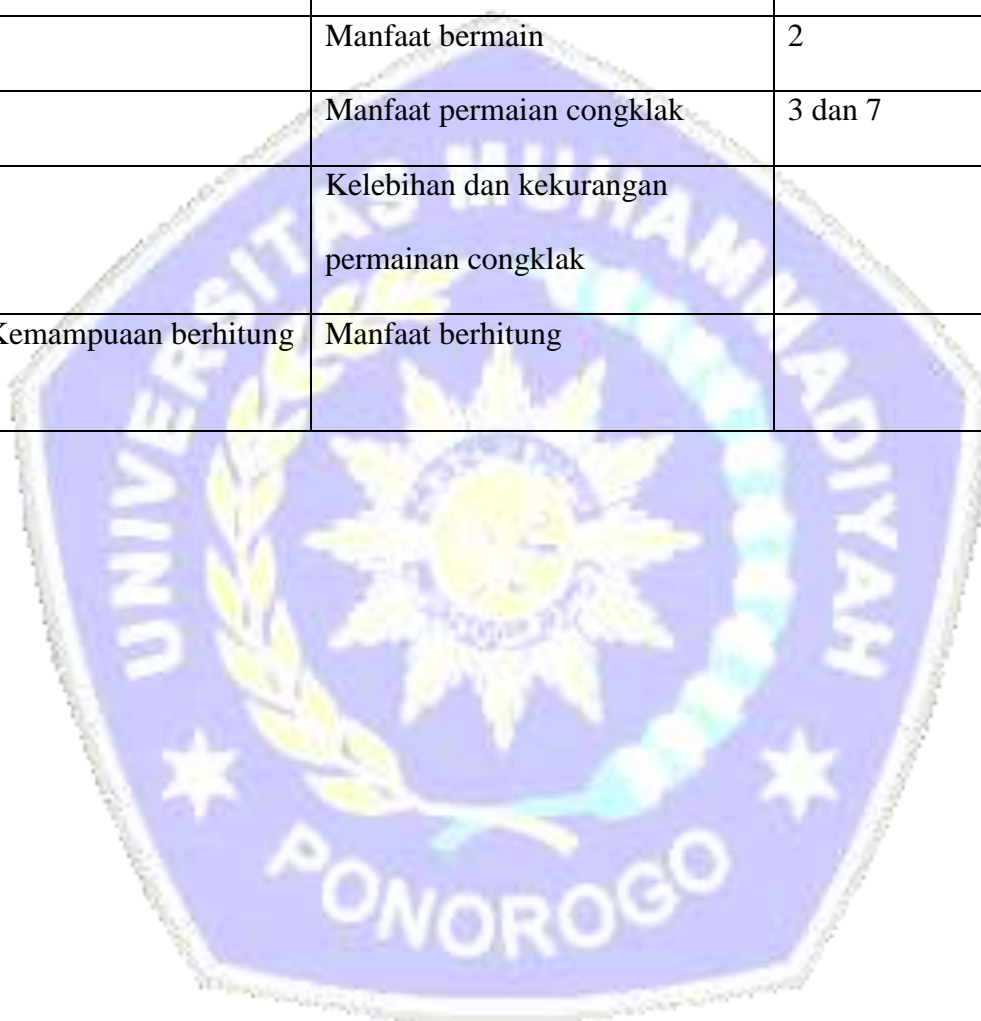 Manfaat bermain 2
Manfaat permaian congklak 3 dan 7
Kelebihan dan kekurangan
permainan congklak
Kemampuaan berhitung Manfaat berhitung
UNIVERSITAS MUHAMMADIYAH
PONOROGO